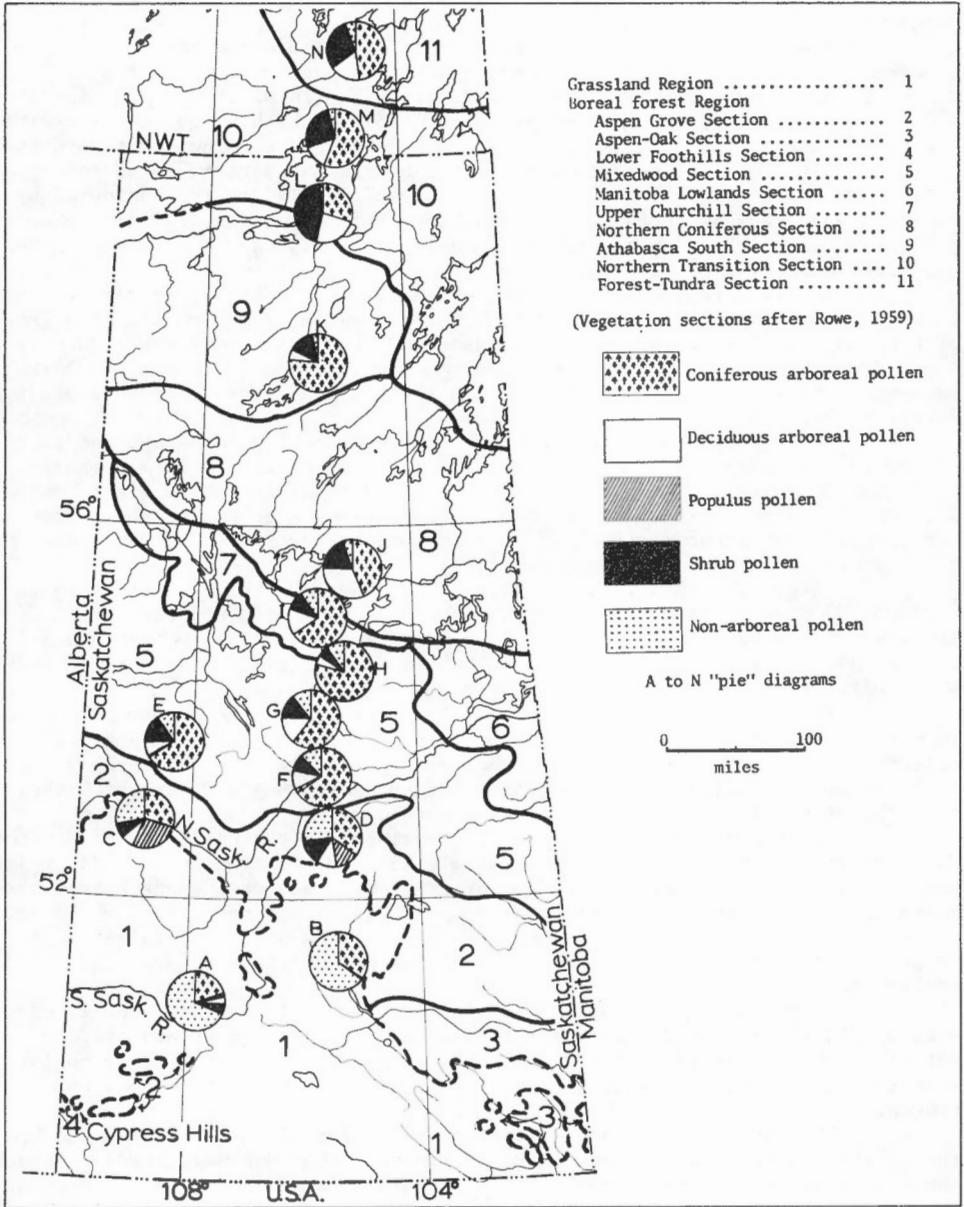 N
11
M
NWT
10
L
10
9
K
8
56°
J
8
7
I
Alberta
Saskatchewan
5
H
E
G
5
6
2
F
D
C
N. Sask. R.
5
52°
2
1
B
2
A
S. Sask. R.
Saskatchewan
Manitoba
1
3
2
3
4
Cypress Hills
1
108°
U.S.A.
104°
Grassland Region ................. 1
Boreal forest Region
Aspen Grove Section ............ 2
Aspen-Oak Section .............. 3
Lower Foothills Section ........ 4
Mixedwood Section .............. 5
Manitoba Lowlands Section ...... 6
Upper Churchill Section ........ 7
Northern Coniferous Section .... 8
Athabasca South Section ........ 9
Northern Transition Section ... 10
Forest-Tundra Section ......... 11
(Vegetation sections after Rowe, 1959)
Coniferous arboreal pollen
Deciduous arboreal pollen
Populus pollen
Shrub pollen
Non-arboreal pollen
A to N "pie" diagrams
0 100
miles